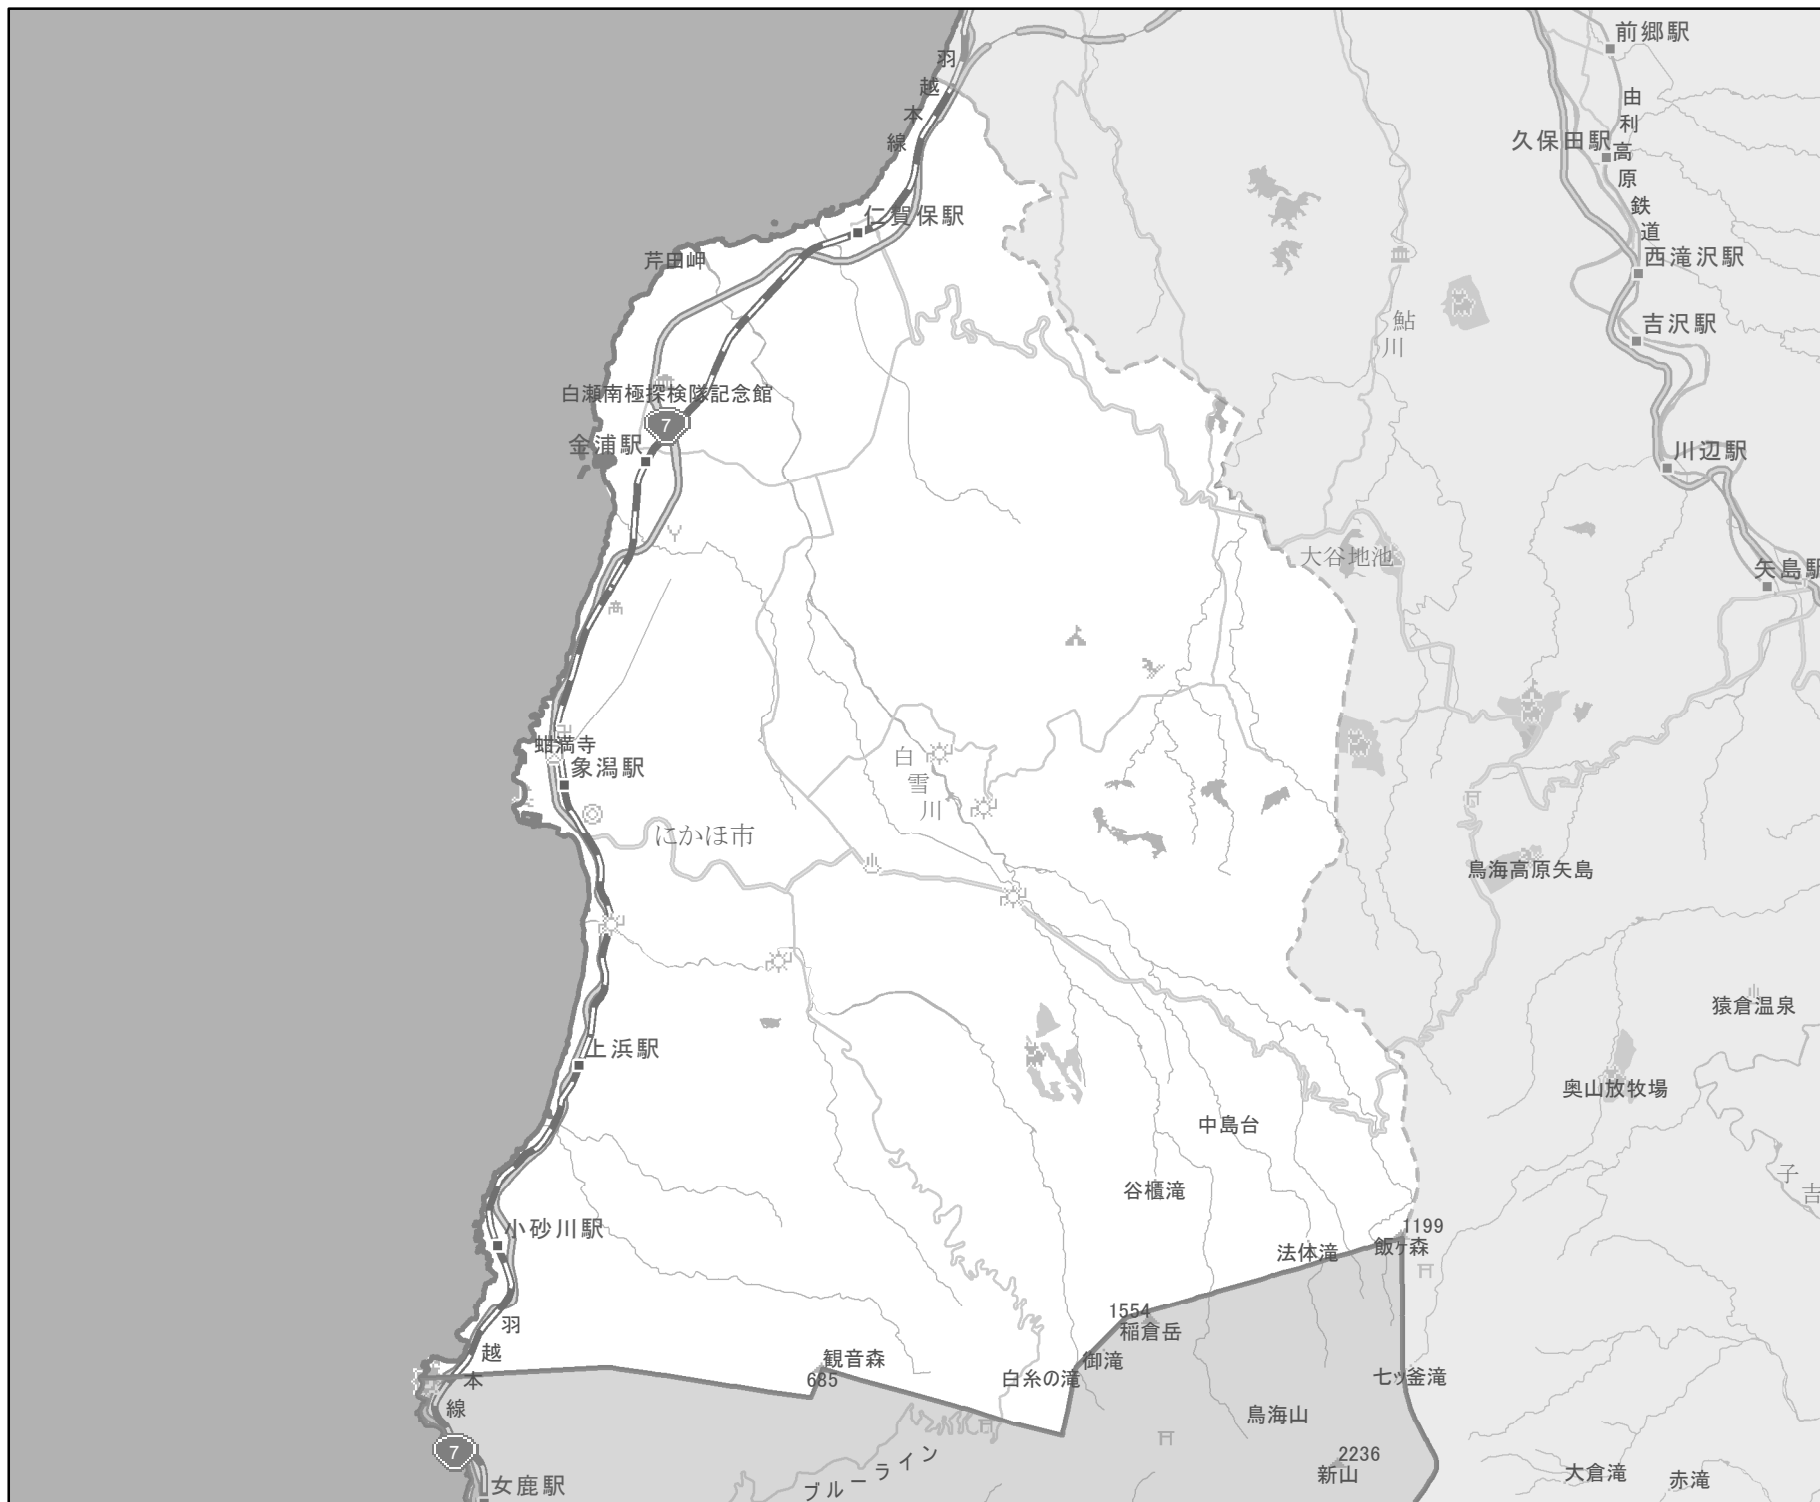 前郷駅
羽越本線
由利高原鉄道
久保田駅
仁賀保駅
西滝沢駅
芹田岬
鮎川
吉沢駅
白瀬南極探検隊記念館
7
金浦駅
川辺駅
大谷地池
矢島駅
蚶満寺
象潟駅
白雪川
にかほ市
鳥海高原矢島
猿倉温泉
上浜駅
奥山放牧場
中島台
谷櫃滝
子吉
小砂川駅
1199
飯ケ森
法体滝
1554
稲倉岳
羽越本線
観音森
685
御滝
白糸の滝
七ッ釜滝
鳥海山
7
2236
新山
ブルーライン
大倉滝
赤滝
女鹿駅